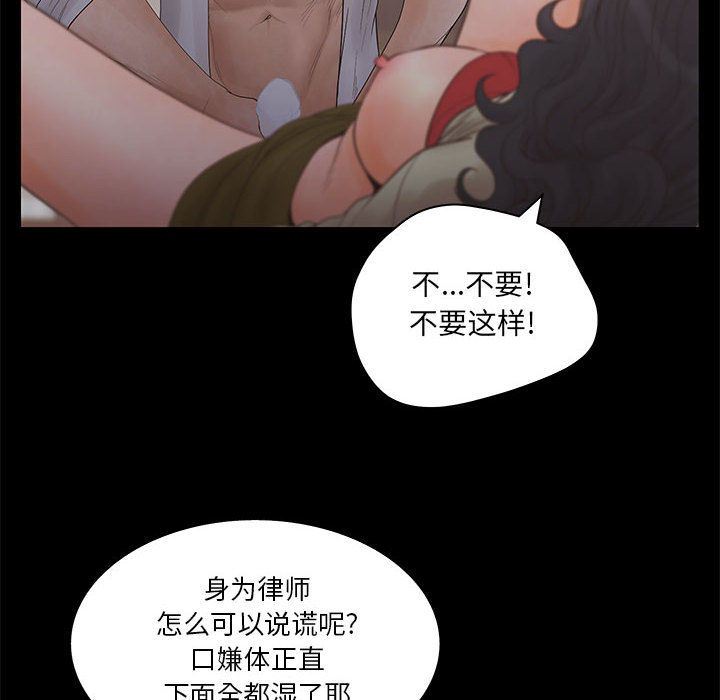 不...不要!
不要这样!
身为律师
怎么可以说谎呢?
口嫌体正直
下面全都湿了耶